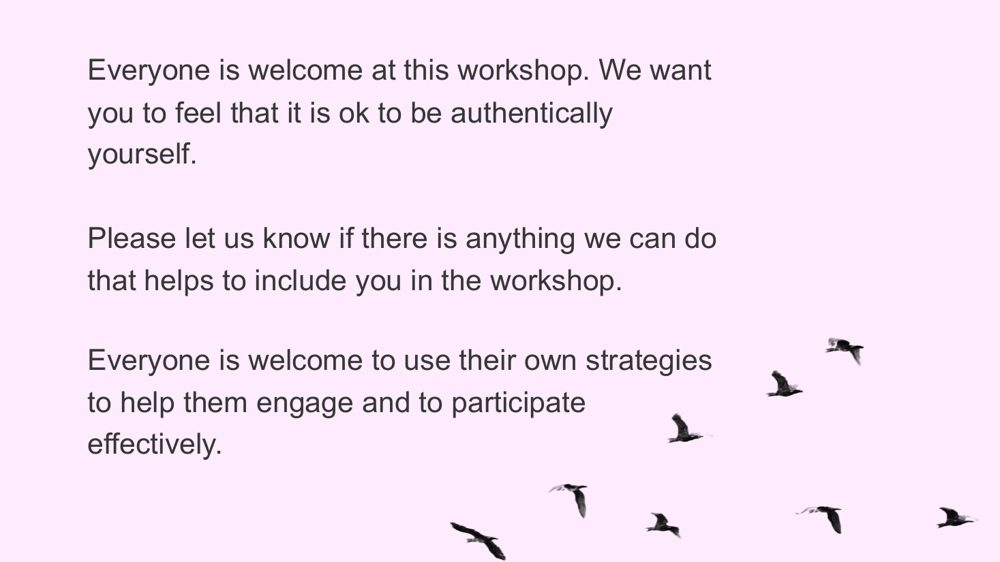 Everyone is welcome at this workshop. We want
you to feel that it is ok to be authentically
yourself.
Please let us know if there is anything we can do
that helps to include you in the workshop.
Everyone is welcome to use their own strategies
to help them engage and to participate
effectively.